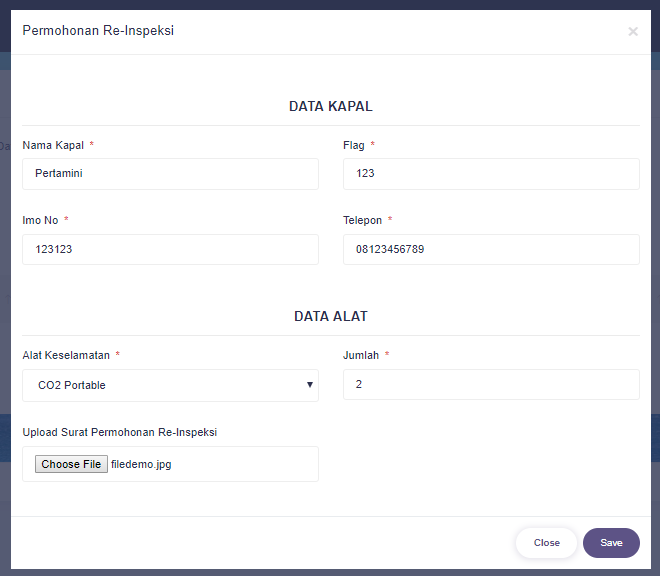 Permohonan Re-Inspeksi ×
DATA KAPAL
Nama Kapal * Flag *
Pertamini 123
Imo No * Telepon *
123123 08123456789
DATA ALAT
Alat Keselamatan * Jumlah *
CO2 Portable 2
Upload Surat Permohonan Re-Inspeksi
Choose File filedemo.jpg
Close Save